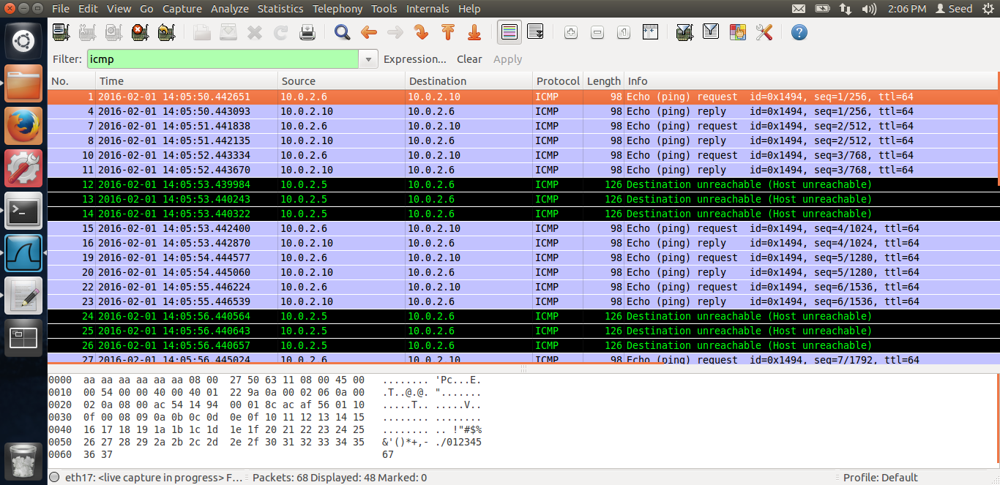 File Edit View Go Capture Analyze Statistics Telephony Tools Internals Help 2:06 PM Seed
Filter: icmp Expression... Clear Apply
No. Time Source Destination Protocol Length Info
1 2016-02-01 14:05:50.442651 10.0.2.6 10.0.2.10 ICMP 98 Echo (ping) request id=0x1494, seq=1/256, ttl=64
4 2016-02-01 14:05:50.443093 10.0.2.10 10.0.2.6 ICMP 98 Echo (ping) reply id=0x1494, seq=1/256, ttl=64
7 2016-02-01 14:05:51.441838 10.0.2.6 10.0.2.10 ICMP 98 Echo (ping) request id=0x1494, seq=2/512, ttl=64
8 2016-02-01 14:05:51.442135 10.0.2.10 10.0.2.6 ICMP 98 Echo (ping) reply id=0x1494, seq=2/512, ttl=64
10 2016-02-01 14:05:52.443334 10.0.2.6 10.0.2.10 ICMP 98 Echo (ping) request id=0x1494, seq=3/768, ttl=64
11 2016-02-01 14:05:52.443670 10.0.2.10 10.0.2.6 ICMP 98 Echo (ping) reply id=0x1494, seq=3/768, ttl=64
12 2016-02-01 14:05:53.439984 10.0.2.5 10.0.2.6 ICMP 126 Destination unreachable (Host unreachable)
13 2016-02-01 14:05:53.440243 10.0.2.5 10.0.2.6 ICMP 126 Destination unreachable (Host unreachable)
14 2016-02-01 14:05:53.440322 10.0.2.5 10.0.2.6 ICMP 126 Destination unreachable (Host unreachable)
15 2016-02-01 14:05:53.442400 10.0.2.6 10.0.2.10 ICMP 98 Echo (ping) request id=0x1494, seq=4/1024, ttl=64
16 2016-02-01 14:05:53.442870 10.0.2.10 10.0.2.6 ICMP 98 Echo (ping) reply id=0x1494, seq=4/1024, ttl=64
19 2016-02-01 14:05:54.444577 10.0.2.6 10.0.2.10 ICMP 98 Echo (ping) request id=0x1494, seq=5/1280, ttl=64
20 2016-02-01 14:05:54.445060 10.0.2.10 10.0.2.6 ICMP 98 Echo (ping) reply id=0x1494, seq=5/1280, ttl=64
22 2016-02-01 14:05:55.446224 10.0.2.6 10.0.2.10 ICMP 98 Echo (ping) request id=0x1494, seq=6/1536, ttl=64
23 2016-02-01 14:05:55.446539 10.0.2.10 10.0.2.6 ICMP 98 Echo (ping) reply id=0x1494, seq=6/1536, ttl=64
24 2016-02-01 14:05:56.440564 10.0.2.5 10.0.2.6 ICMP 126 Destination unreachable (Host unreachable)
25 2016-02-01 14:05:56.440643 10.0.2.5 10.0.2.6 ICMP 126 Destination unreachable (Host unreachable)
26 2016-02-01 14:05:56.440657 10.0.2.5 10.0.2.6 ICMP 126 Destination unreachable (Host unreachable)
27 2016-02-01 14:05:56.445024 10.0.2.6 10.0.2.10 ICMP 98 Echo (ping) request id=0x1494, seq=7/1792, ttl=64
0000 aa aa aa aa aa aa 08 00 27 50 63 11 08 00 45 00 ........ 'Pc...E.
0010 00 54 00 00 40 00 40 01 22 9a 0a 00 02 06 0a 00 .T..@.@. ".......
0020 02 0a 08 00 ac 54 14 94 00 01 8c ac af 56 01 10 .....T.. .....V..
0030 0f 00 08 09 0a 0b 0c 0d 0e 0f 10 11 12 13 14 15 ........ ........
0040 16 17 18 19 1a 1b 1c 1d 1e 1f 20 21 22 23 24 25 ........ .. !"#$%
0050 26 27 28 29 2a 2b 2c 2d 2e 2f 30 31 32 33 34 35 &'()*+,- ./012345
0060 36 37 67
eth17: <live capture in progress> F... Packets: 68 Displayed: 48 Marked: 0 Profile: Default